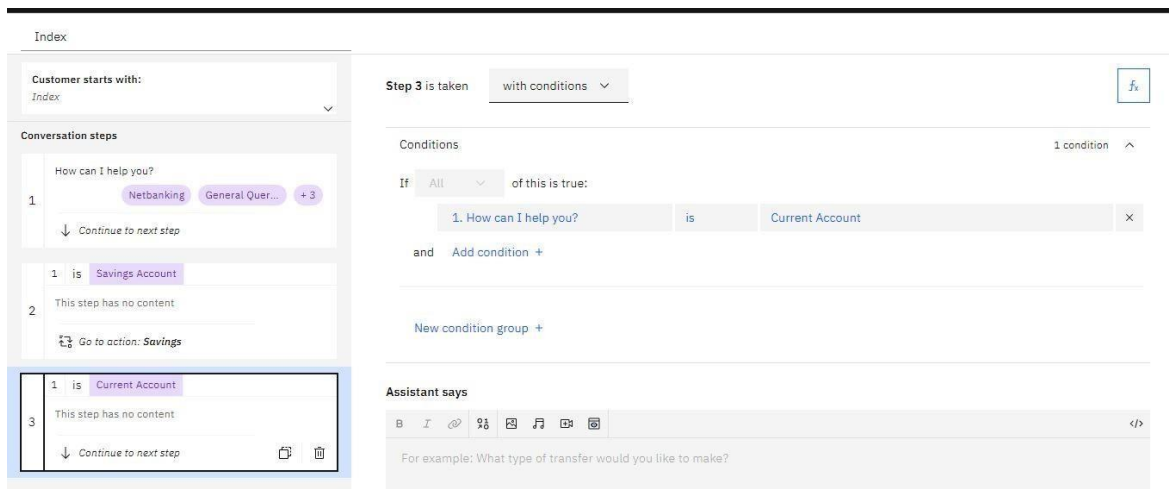 Index
Customer starts with:
Index
Conversation steps
1
How can I help you?
Netbanking General Quer... + 3
Continue to next step
2
1 is Savings Account
This step has no content
Go to action: Savings
3
1 is Current Account
This step has no content
Continue to next step
Step 3 is taken with conditions
fx
Conditions 1 condition
If All of this is true:
1. How can I help you? is Current Account ×
and Add condition +
New condition group +
Assistant says
B I </>
For example: What type of transfer would you like to make?